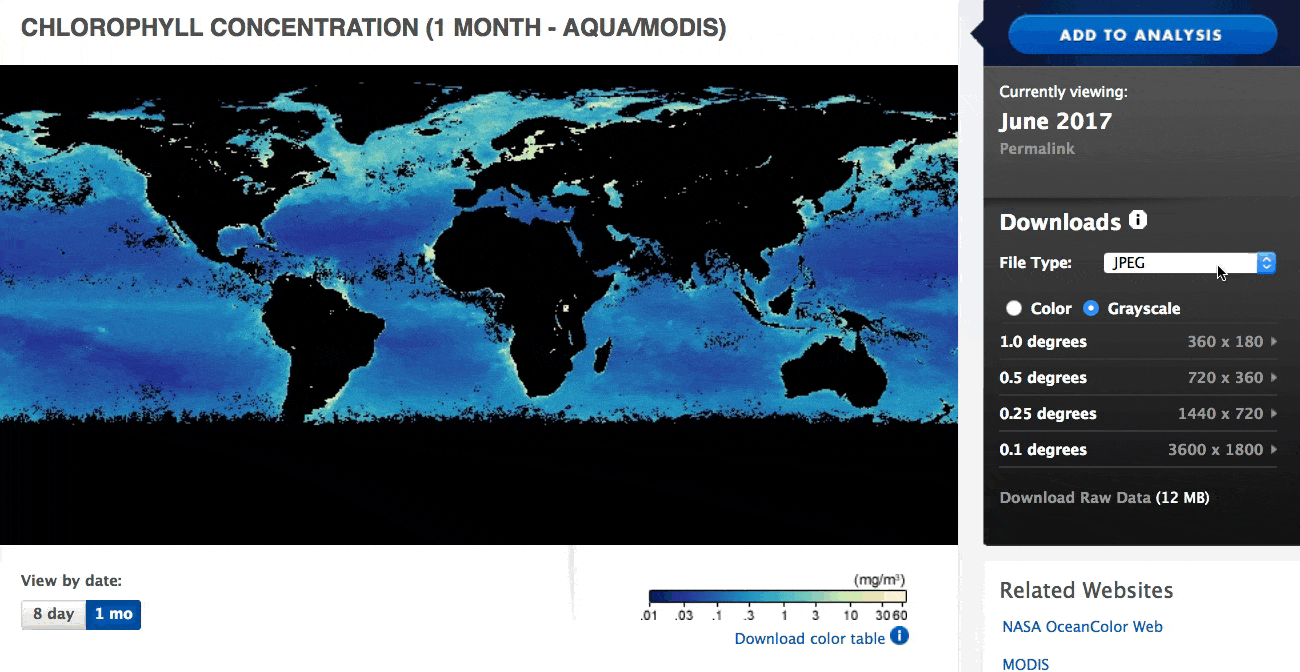 CHLOROPHYLL CONCENTRATION (1 MONTH - AQUA/MODIS)
ADD TO ANALYSIS
Currently viewing:
June 2017
Permalink
Downloads i
File Type: JPEG
Color Grayscale
1.0 degrees 360 x 180
0.5 degrees 720 x 360
0.25 degrees 1440 x 720
0.1 degrees 3600 x 1800
Download Raw Data (12 MB)
View by date:
8 day 1 mo
(mg/m³)
.01 .03 .1 .3 1 3 10 30 60
Download color table i
Related Websites
NASA OceanColor Web
MODIS